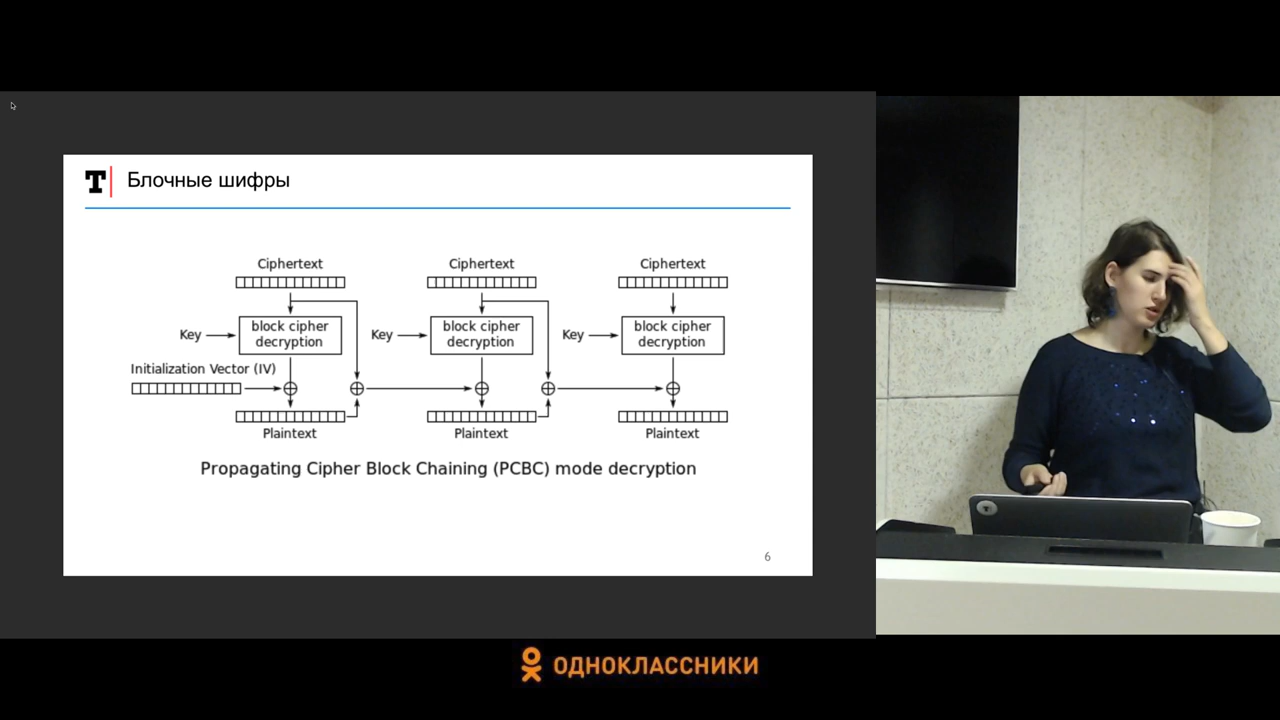 T Блочные шифры
Ciphertext Ciphertext Ciphertext
Key block cipher decryption Key block cipher decryption Key block cipher decryption
Initialization Vector (IV)
Plaintext Plaintext Plaintext
Propagating Cipher Block Chaining (PCBC) mode decryption
6
T
ОДНОКЛАССНИКИ